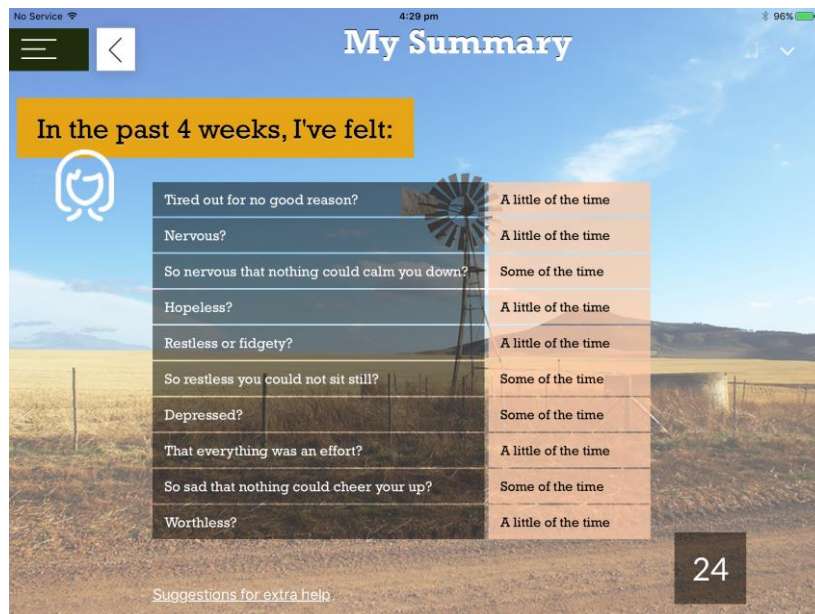 No Service 4:29 pm 96%
My Summary
In the past 4 weeks, I've felt:
Tired out for no good reason? A little of the time
Nervous? A little of the time
So nervous that nothing could calm you down? Some of the time
Hopeless? A little of the time
Restless or fidgety? A little of the time
So restless you could not sit still? Some of the time
Depressed? Some of the time
That everything was an effort? A little of the time
So sad that nothing could cheer your up? Some of the time
Worthless? A little of the time
24
Suggestions for extra help.